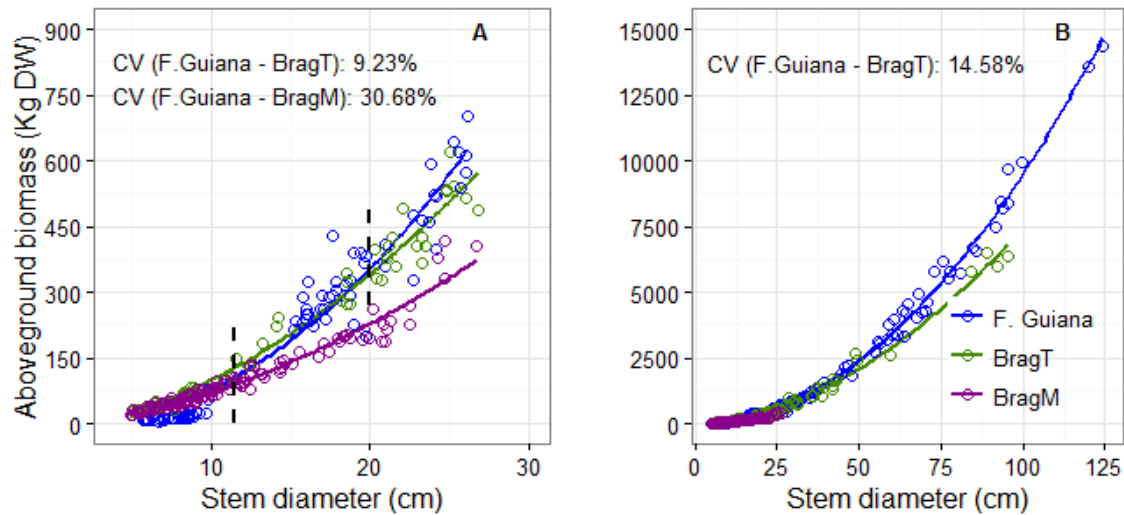 Aboveground biomass (Kg DW)
900
750
600
450
300
150
0
A
CV (F.Guiana - BragT): 9.23%
CV (F.Guiana - BragM): 30.68%
10
20
30
Stem diameter (cm)
15000
12500
10000
7500
5000
2500
0
B
CV (F.Guiana - BragT): 14.58%
F. Guiana
BragT
BragM
0
25
50
75
100
125
Stem diameter (cm)